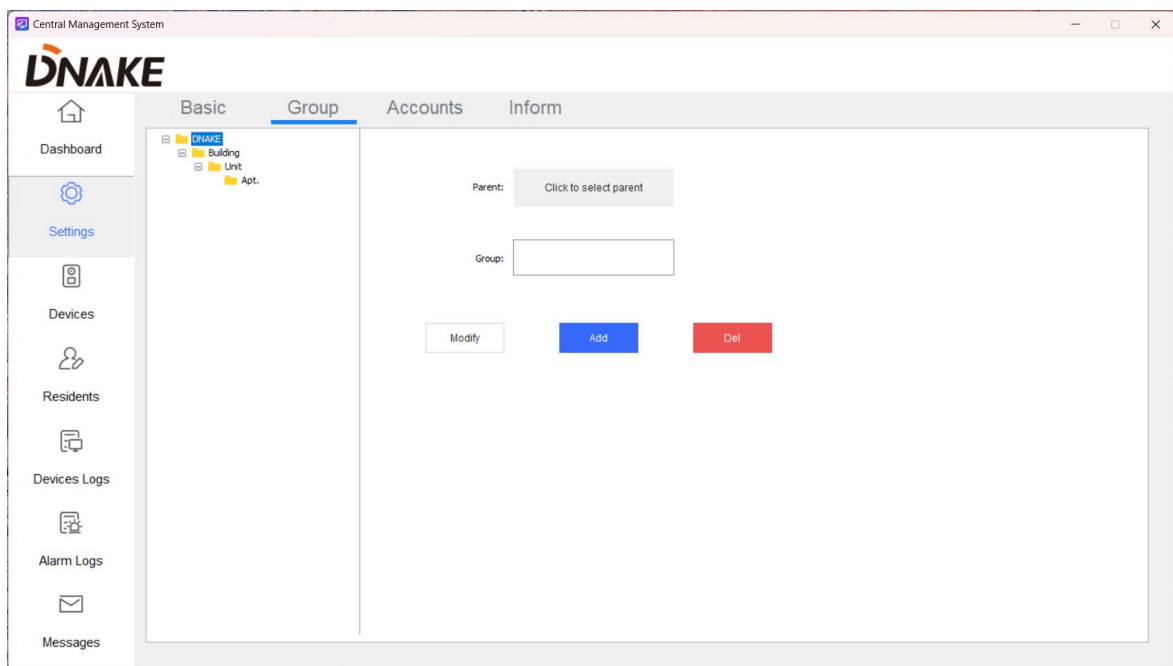 Central Management System
DNAKE
Dashboard
Settings
Devices
Residents
Devices Logs
Alarm Logs
Messages
Basic Group Accounts Inform
DNAKE
Building
Unit
Apt.
Parent: Click to select parent
Group:
Modify Add Del